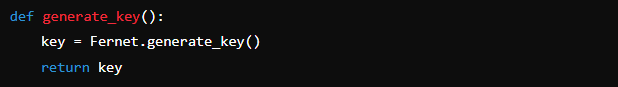 def generate_key():
    key = Fernet.generate_key()
    return key